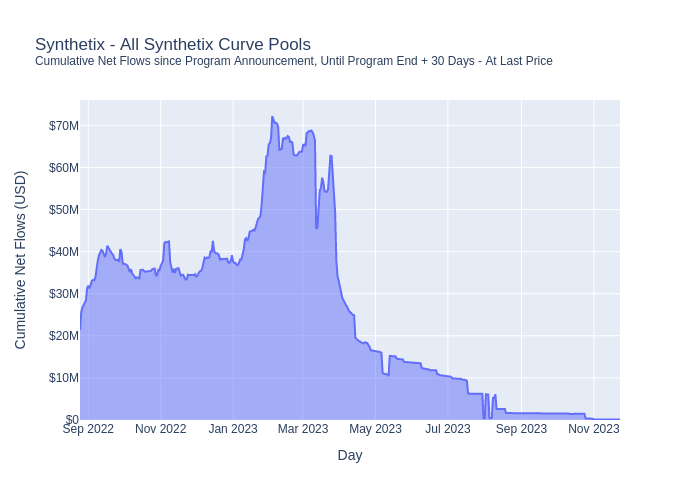 Synthetix - All Synthetix Curve Pools
Cumulative Net Flows since Program Announcement, Until Program End + 30 Days - At Last Price
$70M
$60M
$50M
$40M
$30M
$20M
$10M
$0
Cumulative Net Flows (USD)
Sep 2022 Nov 2022 Jan 2023 Mar 2023 May 2023 Jul 2023 Sep 2023 Nov 2023
Day